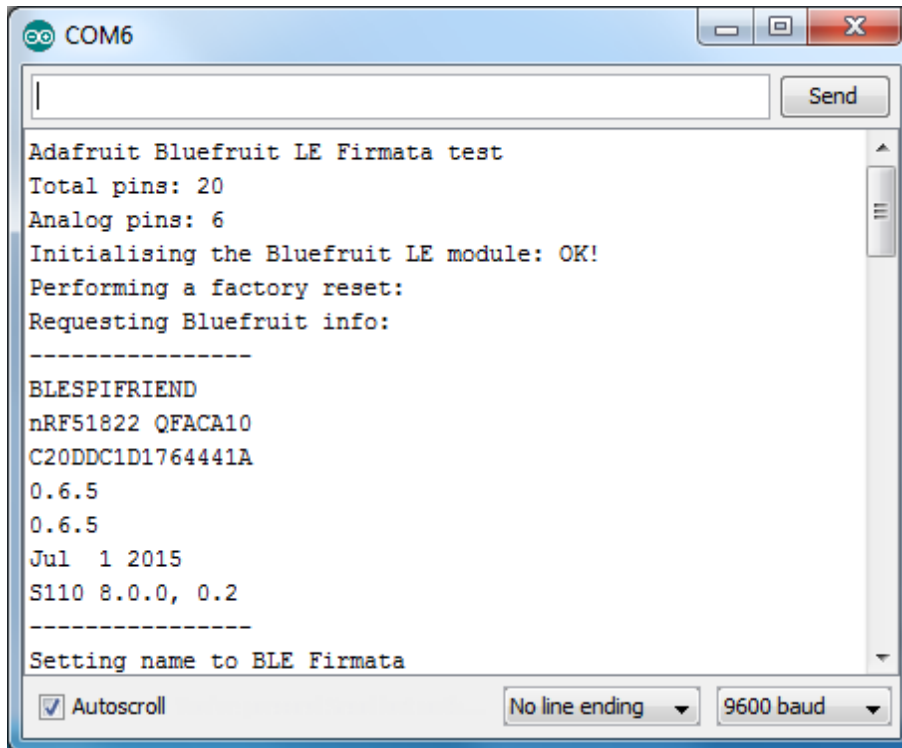 COM6
Send
Adafruit Bluefruit LE Firmata test
Total pins: 20
Analog pins: 6
Initialising the Bluefruit LE module: OK!
Performing a factory reset:
Requesting Bluefruit info:
----------------
BLESPIFRIEND
nRF51822 QFACA10
C20DDC1D1764441A
0.6.5
0.6.5
Jul  1 2015
S110 8.0.0, 0.2
----------------
Setting name to BLE Firmata
Autoscroll
No line ending
9600 baud